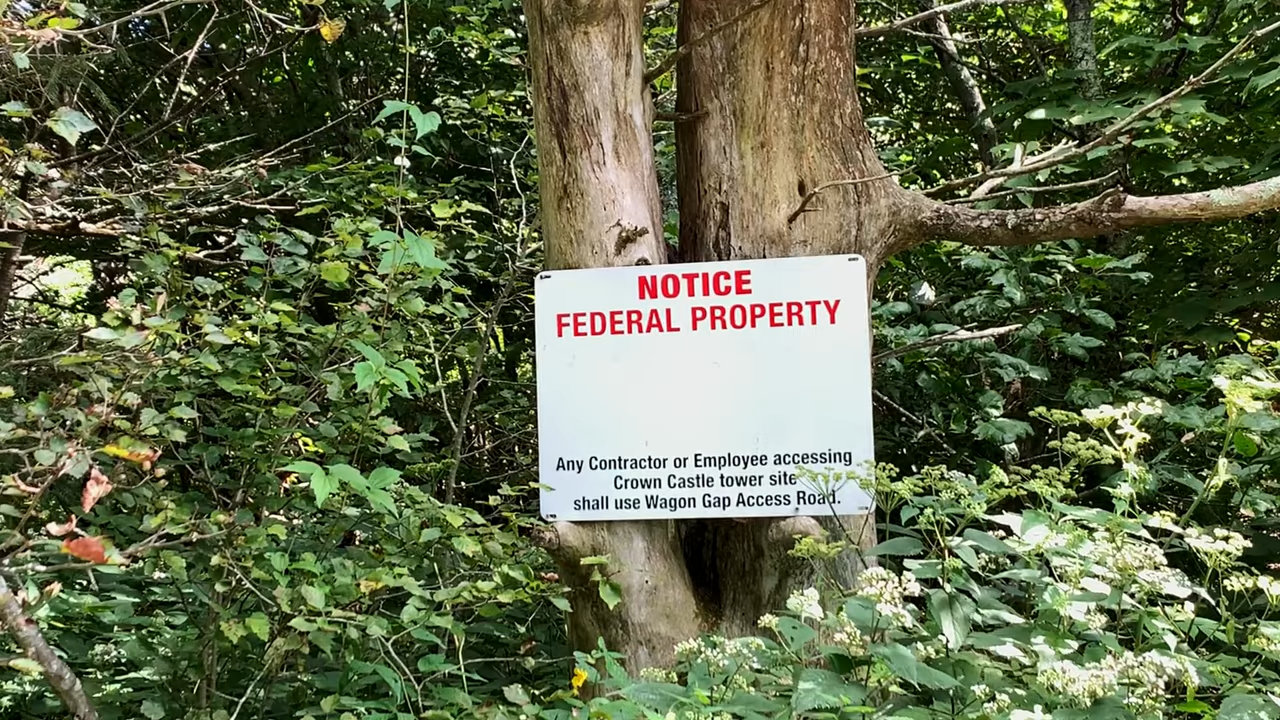 NOTICE
FEDERAL PROPERTY
Any Contractor or Employee accessing
Crown Castle tower site
shall use Wagon Gap Access Road.